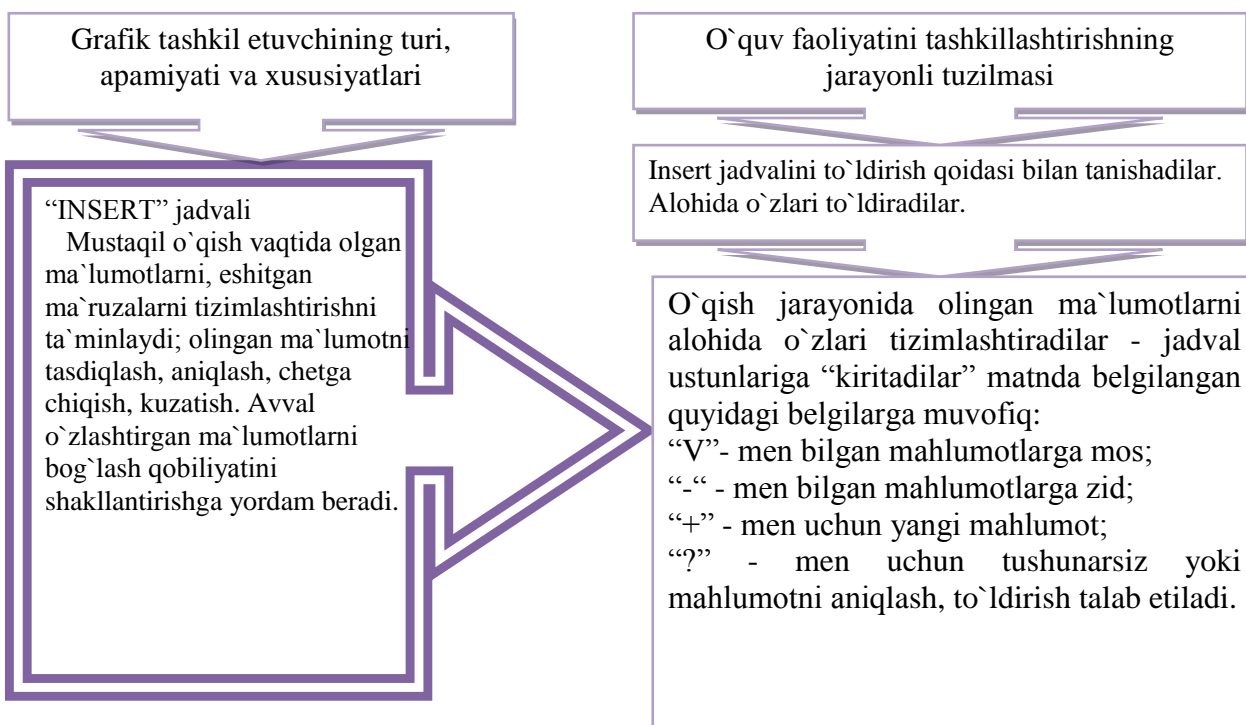 Grafik tashkil etuvchining turi,
apamiyati va xususiyatlari
“INSERT” jadvali
Mustaqil o`qish vaqtida olgan
ma`lumotlarni, eshitgan
ma`ruzalarni tizimlashtirishni
ta`minlaydi; olingan ma`lumotni
tasdiqlash, aniqlash, chetga
chiqish, kuzatish. Avval
o`zlashtirgan ma`lumotlarni
bog`lash qobiliyatini
shakllantirishga yordam beradi.
O`quv faoliyatini tashkillashtirishning
jarayonli tuzilmasi
Insert jadvalini to`ldirish qoidasi bilan tanishadilar.
Alohida o`zlari to`ldiradilar.
O`qish jarayonida olingan ma`lumotlarni
alohida o`zlari tizimlashtiradilar - jadval
ustunlariga “kiritadilar” matnda belgilangan
quyidagi belgilarga muvofiq:
“V”- men bilgan mahlumotlarga mos;
“-“ - men bilgan mahlumotlarga zid;
“+” - men uchun yangi mahlumot;
“?” - men uchun tushunarsiz yoki
mahlumotni aniqlash, to`ldirish talab etiladi.